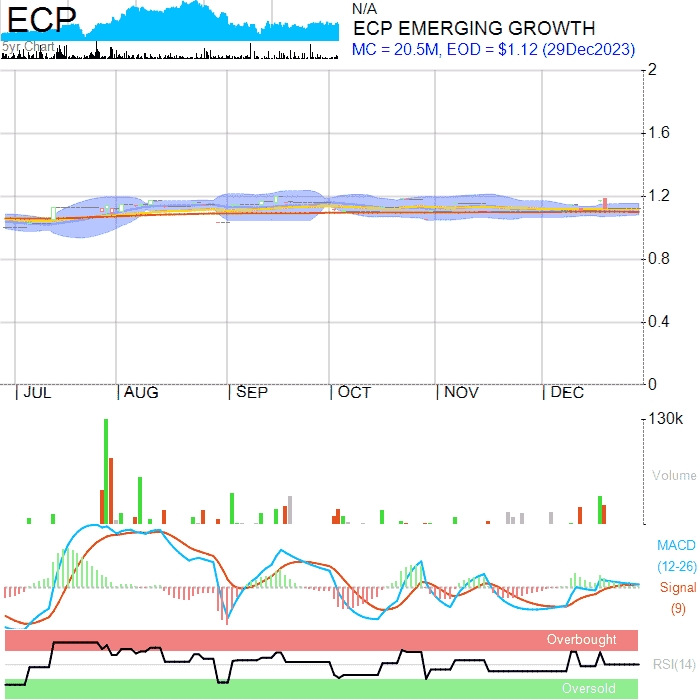 ECP
5yr Chart
N/A
ECP EMERGING GROWTH
MC = 20.5M, EOD = $1.12 (29Dec2023)
2
1.6
1.2
0.8
0.4
0
JUL AUG SEP OCT NOV DEC
130k
Volume
MACD
(12-26)
Signal
(9)
Overbought
RSI(14)
Oversold